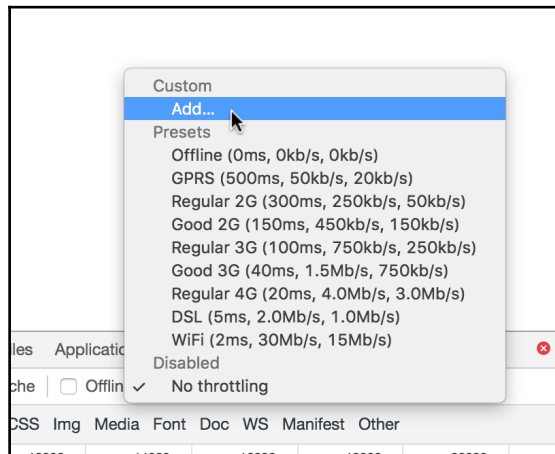 Custom
Add...
Presets
Offline (0ms, 0kb/s, 0kb/s)
GPRS (500ms, 50kb/s, 20kb/s)
Regular 2G (300ms, 250kb/s, 50kb/s)
Good 2G (150ms, 450kb/s, 150kb/s)
Regular 3G (100ms, 750kb/s, 250kb/s)
Good 3G (40ms, 1.5Mb/s, 750kb/s)
Regular 4G (20ms, 4.0Mb/s, 3.0Mb/s)
DSL (5ms, 2.0Mb/s, 1.0Mb/s)
WiFi (2ms, 30Mb/s, 15Mb/s)
Disabled
No throttling
CSS Img Media Font Doc WS Manifest Other